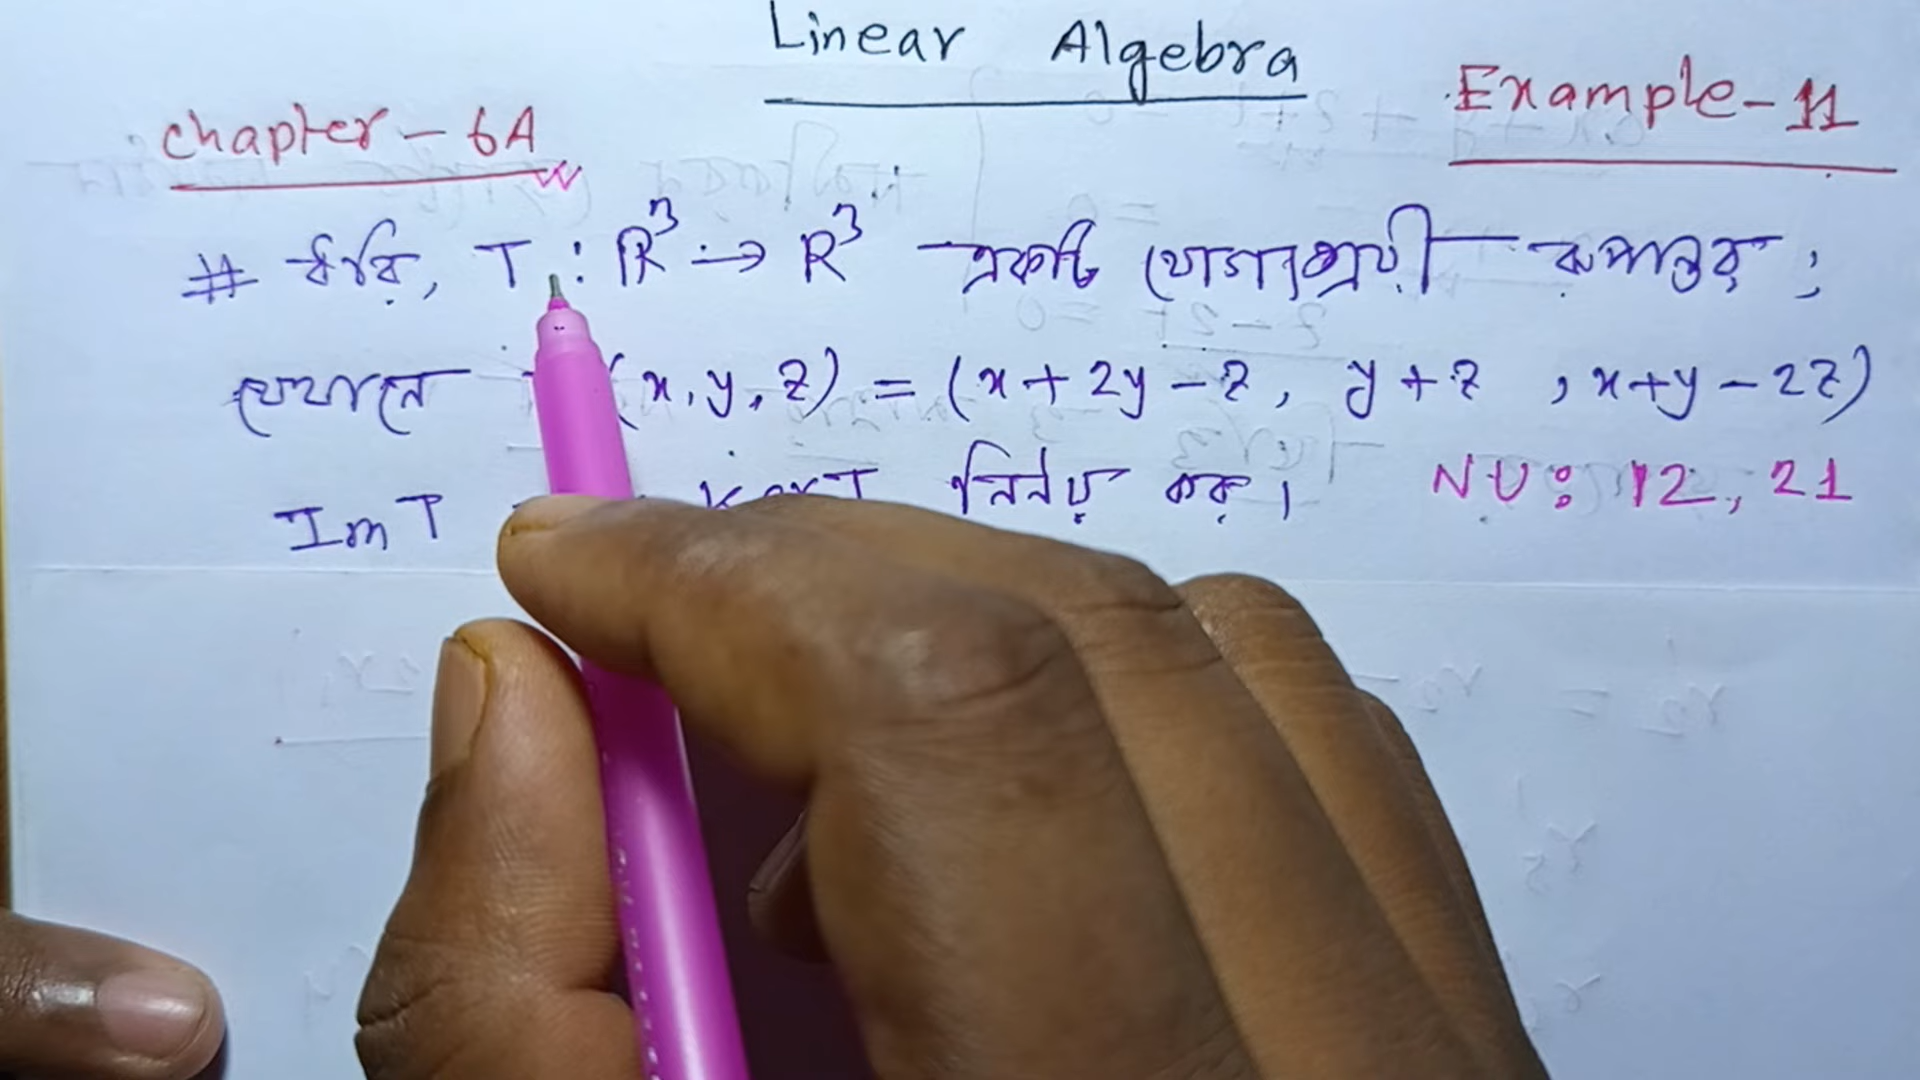 Linear Algebra
Example-11
chapter-6A
# ধরি, T : R³ → R³ একটি যোগাশ্রয়ী রূপান্তর ;
যেখানে (x, y, z) = (x + 2y - z, y + z , x+y - 2z)
Im T KerT নির্ণয় কর।
NU: 12, 21